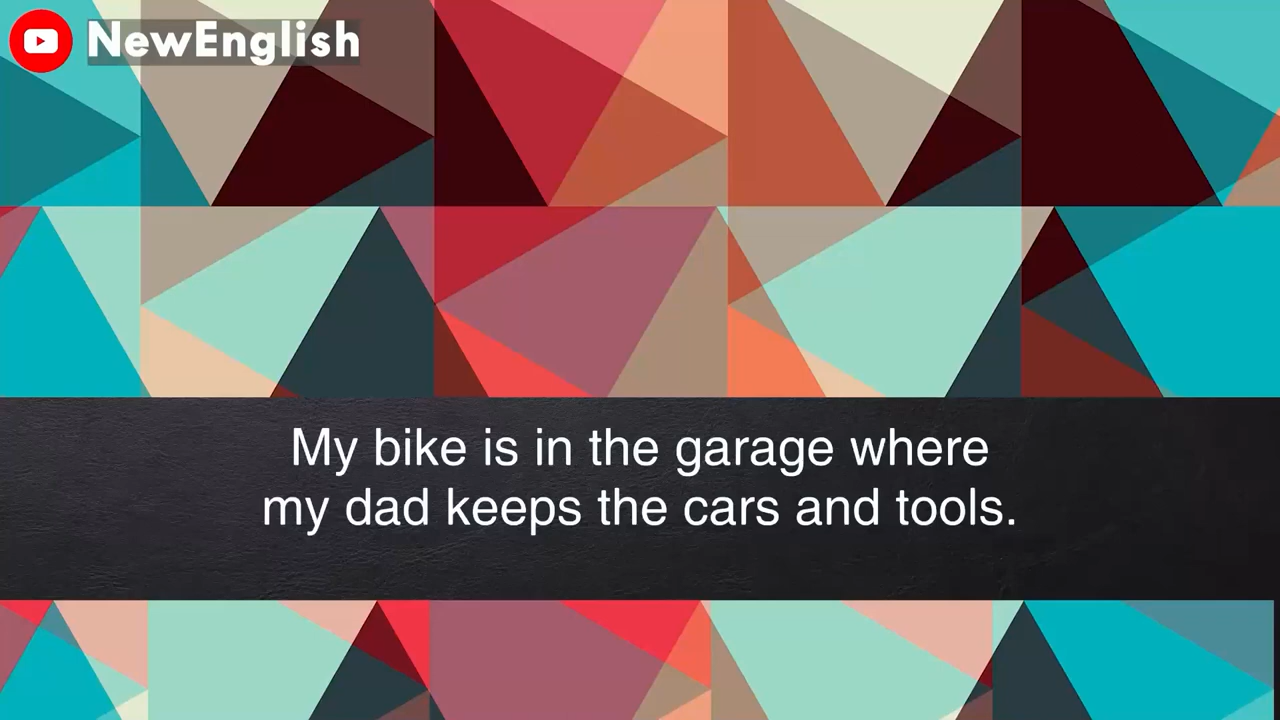 NewEnglish
My bike is in the garage where
my dad keeps the cars and tools.